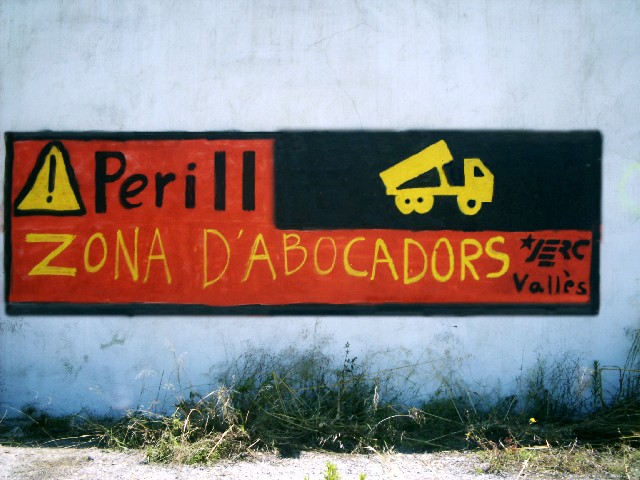 ! Perill
ZONA D'ABOCADORS
JERC
Vallès